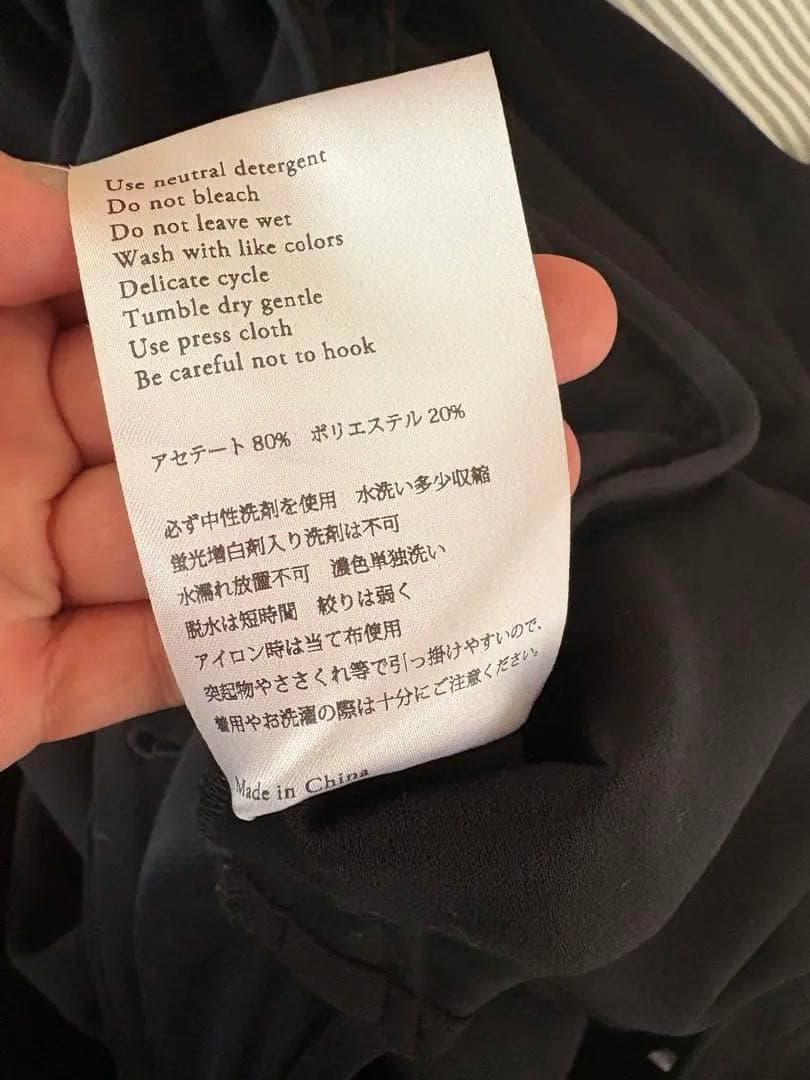 Use neutral detergent
Do not bleach
Do not leave wet
Wash with like colors
Delicate cycle
Tumble dry gentle
Use press cloth
Be careful not to hook
アセテート 80% ポリエステル 20%
必ず中性洗剤を使用 水洗い多少収縮
蛍光増白剤入り洗剤は不可
水濡れ放置不可 濃色単独洗い
脱水は短時間 絞りは弱く
アイロン時は当て布使用
突起物やささくれ等で引っ掛けやすいので、
着用やお洗濯の際は十分にご注意ください。
Made in China